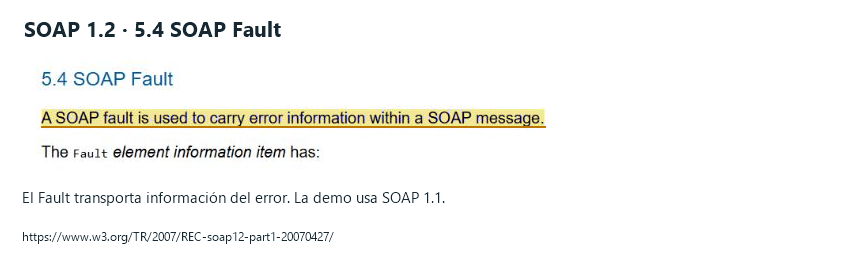 SOAP 1.2 · 5.4 SOAP Fault
5.4 SOAP Fault
A SOAP fault is used to carry error information within a SOAP message.
The Fault element information item has:
El Fault transporta información del error. La demo usa SOAP 1.1.
https://www.w3.org/TR/2007/REC-soap12-part1-20070427/